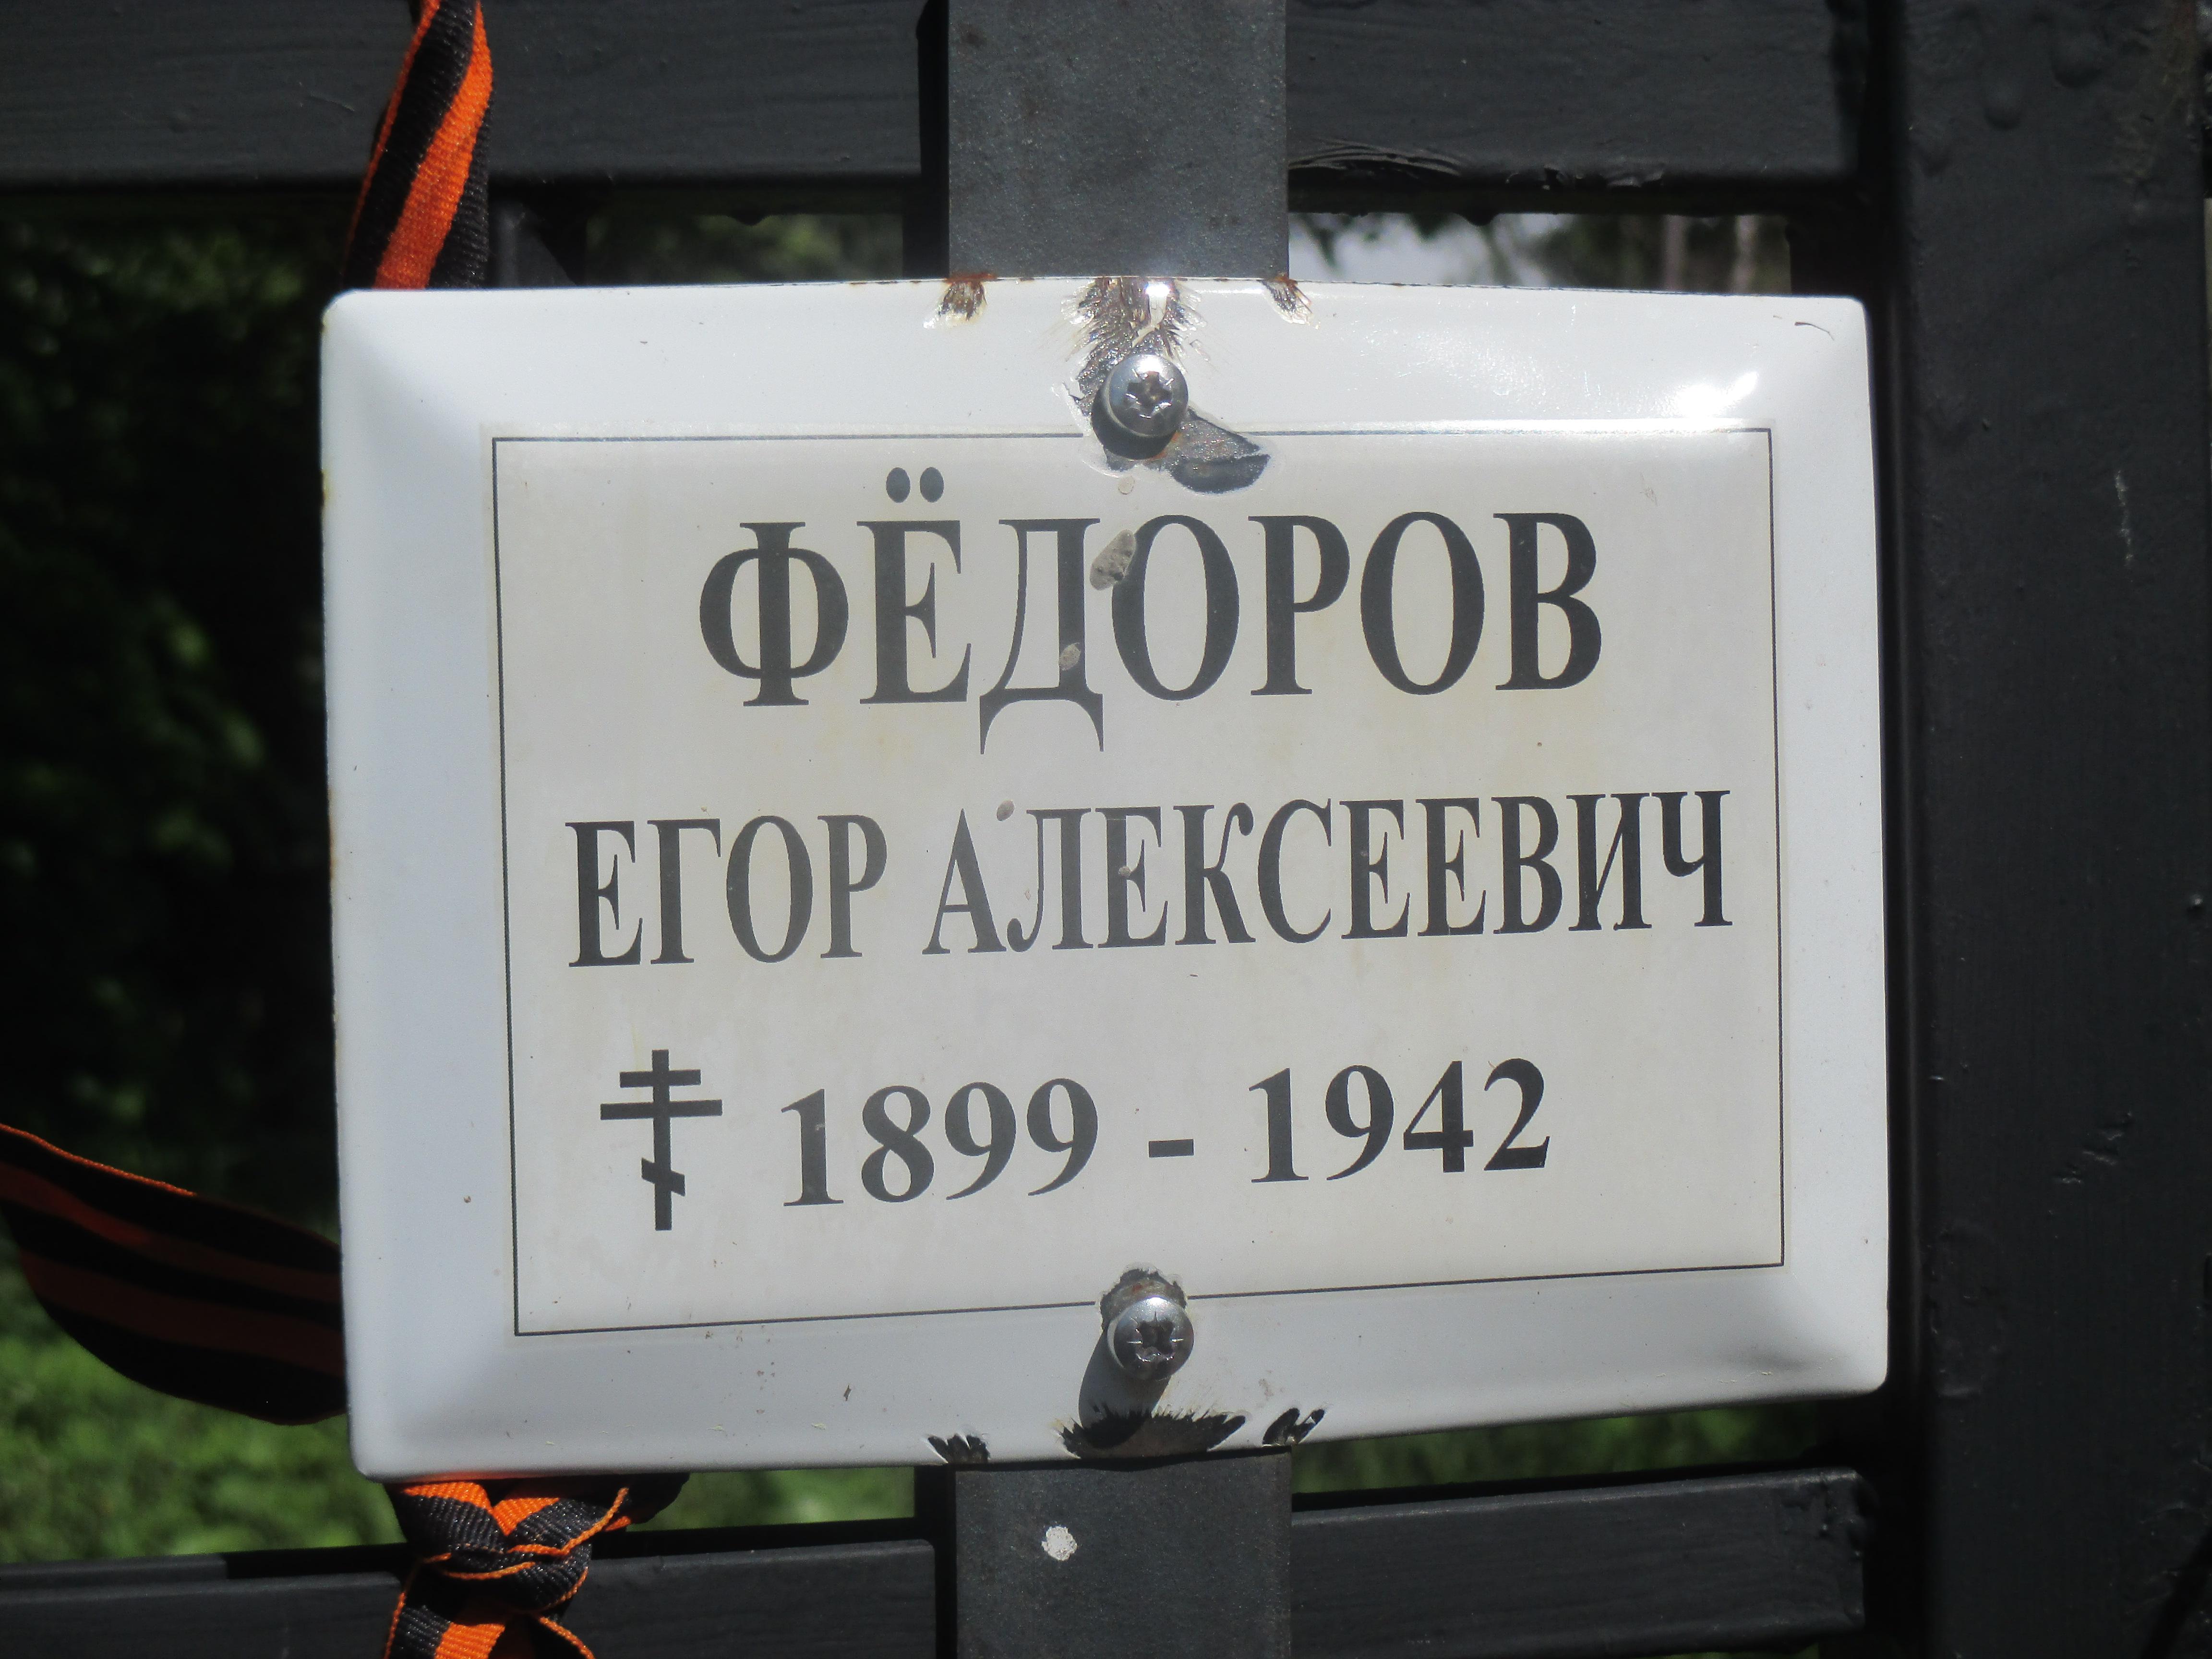 ФЁДОРОВ
ЕГОР АЛЕКСЕЕВИЧ
☦ 1899 - 1942